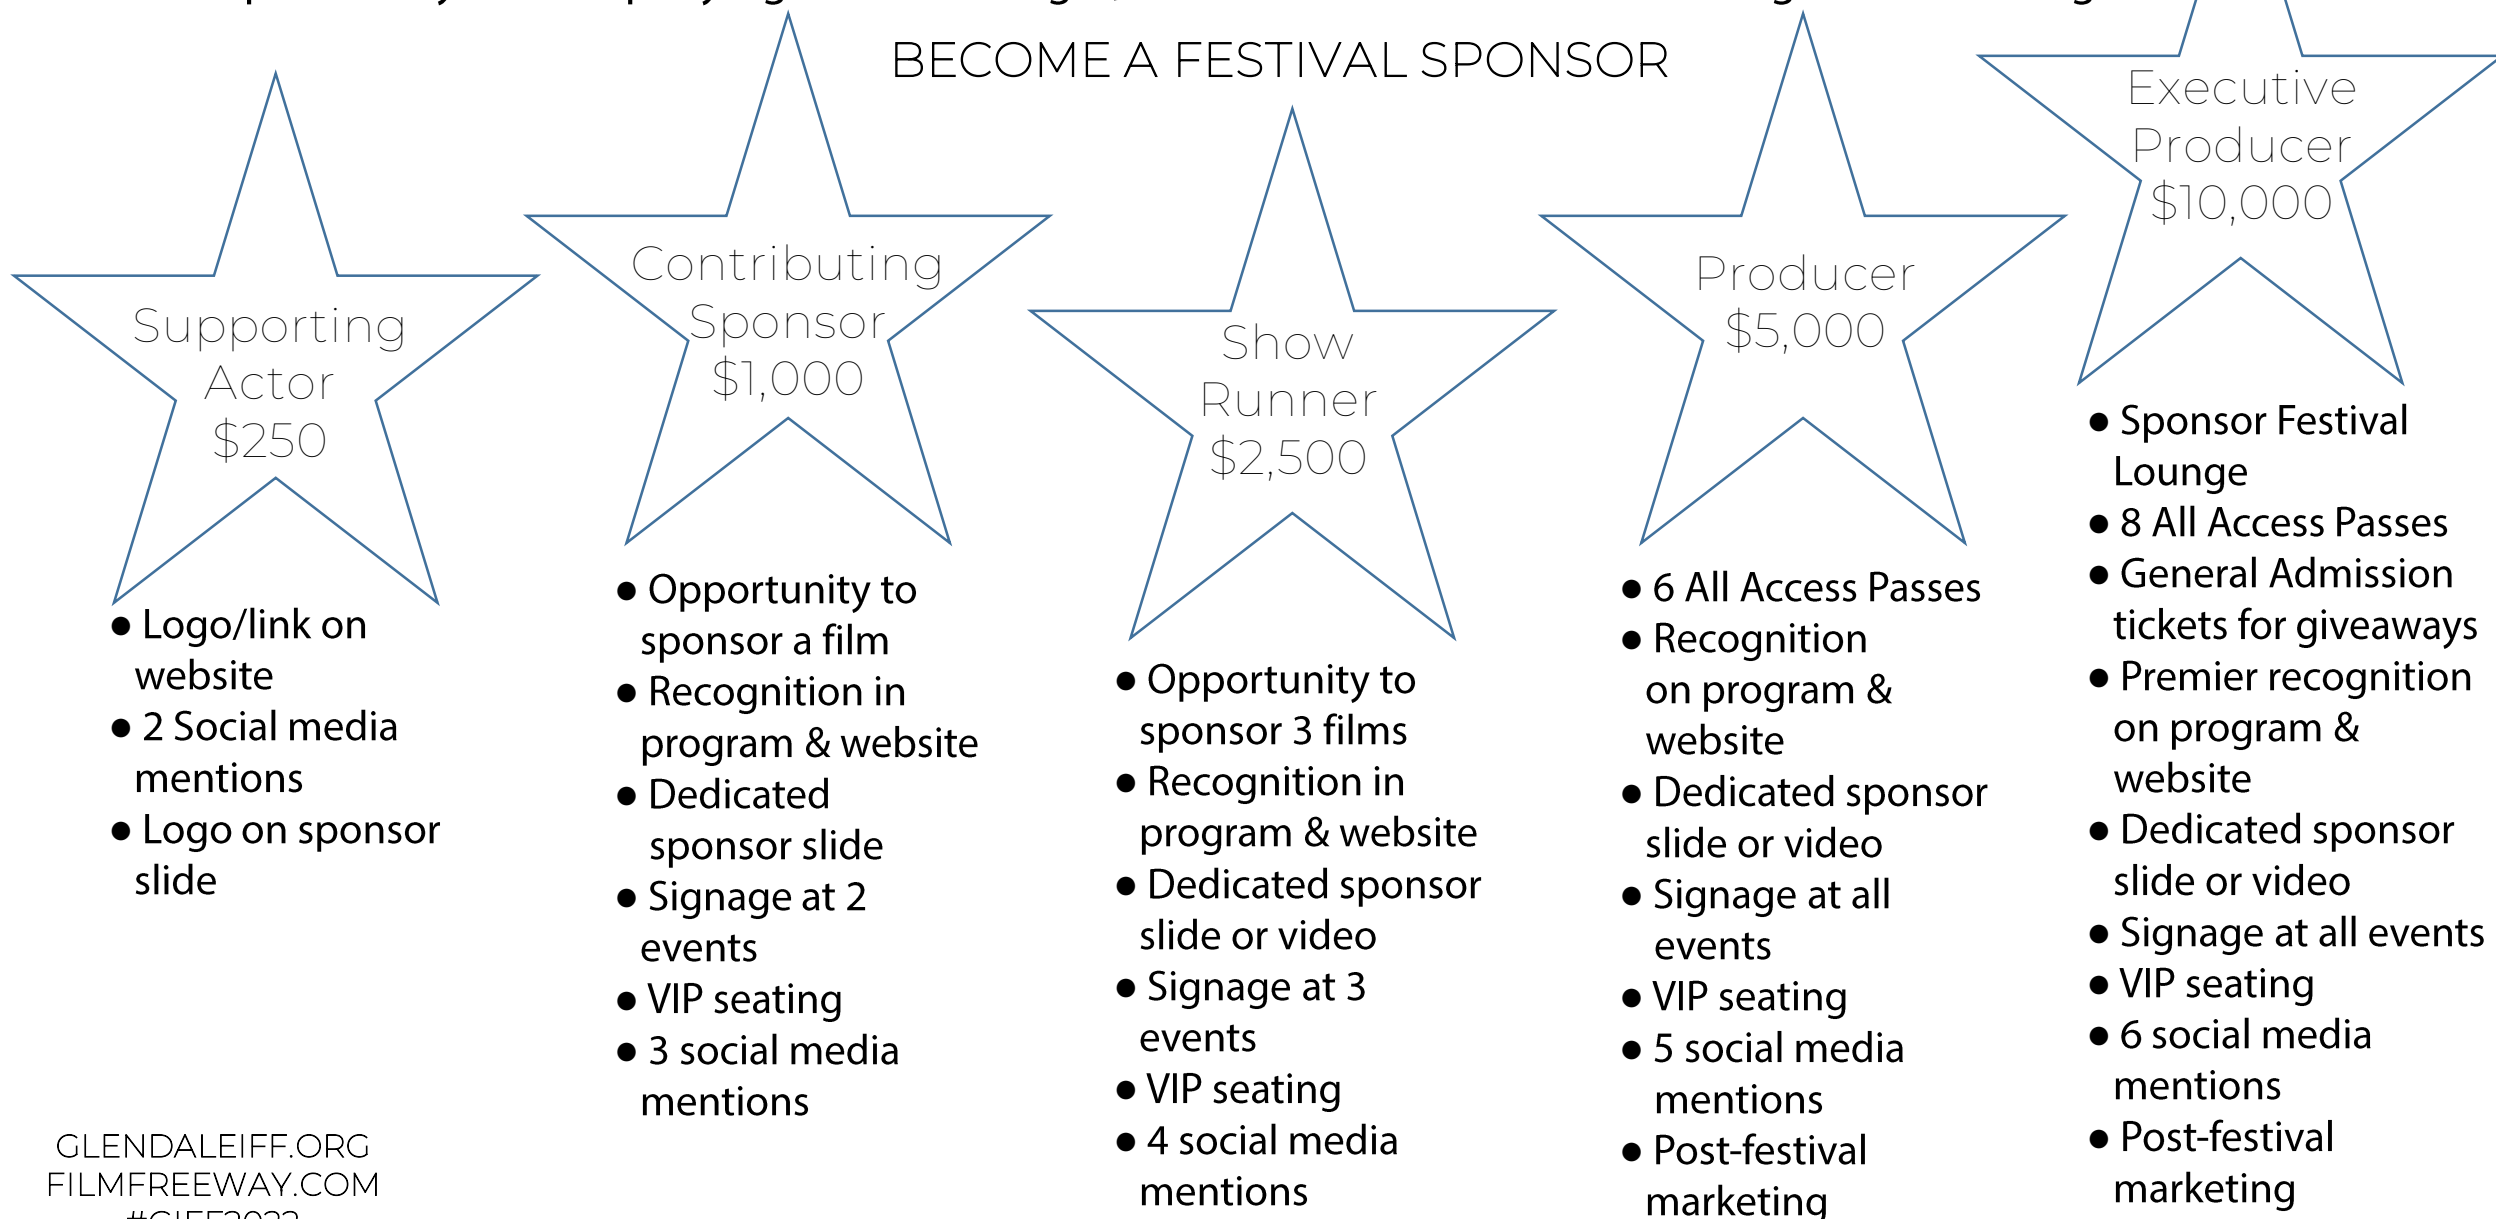 BECOME A FESTIVAL SPONSOR
Supporting
Actor
$250
● Logo/link on
website
● 2 Social media
mentions
● Logo on sponsor
slide
Contributing
Sponsor
$1,000
● Opportunity to
sponsor a film
● Recognition in
program & website
● Dedicated
sponsor slide
● Signage at 2
events
● VIP seating
● 3 social media
mentions
Show
Runner
$2,500
● Opportunity to
sponsor 3 films
● Recognition in
program & website
● Dedicated sponsor
slide or video
● Signage at 3
events
● VIP seating
● 4 social media
mentions
Producer
$5,000
● 6 All Access Passes
● Recognition
on program &
website
● Dedicated sponsor
slide or video
● Signage at all
events
● VIP seating
● 5 social media
mentions
● Post-festival
marketing
Executive
Producer
$10,000
● Sponsor Festival
Lounge
● 8 All Access Passes
● General Admission
tickets for giveaways
● Premier recognition
on program &
website
● Dedicated sponsor
slide or video
● Signage at all events
● VIP seating
● 6 social media
mentions
● Post-festival
marketing
GLENDALEIFF.ORG
FILMFREEWAY.COM